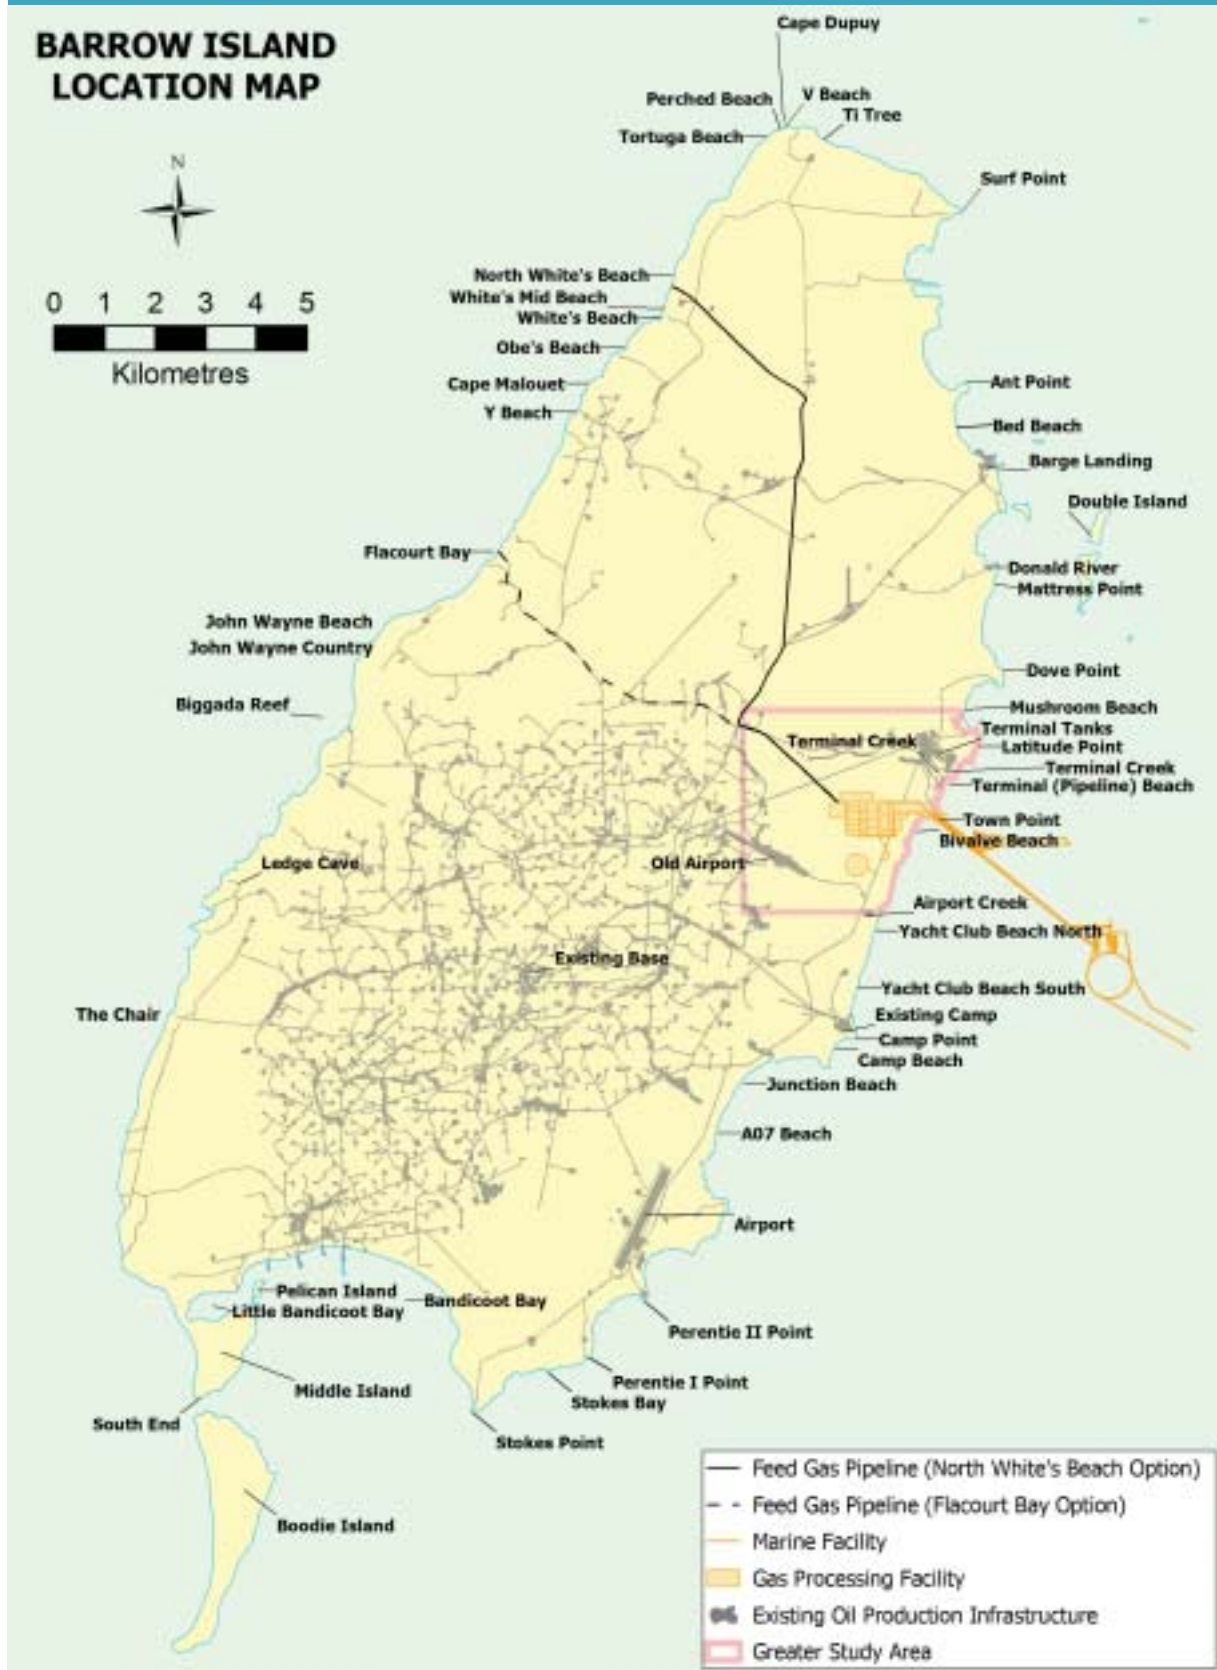 BARROW ISLAND
LOCATION MAP
Cape Dupuy
Perched Beach
V Beach
Ti Tree
Tortuga Beach
N
Surf Point
North White's Beach
0 1 2 3 4 5
White's Mid Beach
White's Beach
Obe's Beach
Kilometres
Cape Malouet
Ant Point
Y Beach
Bed Beach
Barge Landing
Double Island
Flacourt Bay
Donald River
Mattress Point
John Wayne Beach
John Wayne Country
Dove Point
Biggada Reef
Mushroom Beach
Terminal Tanks
Terminal Creek
Latitude Point
Terminal Creek
Terminal (Pipeline) Beach
Town Point
Bivalve Beach
Ledge Cave
Old Airport
Airport Creek
Yacht Club Beach North
Existing Base
Yacht Club Beach South
The Chair
Existing Camp
Camp Point
Camp Beach
Junction Beach
A07 Beach
Airport
Pelican Island
Bandicoot Bay
Little Bandicoot Bay
Perentie II Point
Perentie I Point
Middle Island
Stokes Bay
South End
Stokes Point
Boodie Island
Feed Gas Pipeline (North White's Beach Option)
Feed Gas Pipeline (Flacourt Bay Option)
Marine Facility
Gas Processing Facility
Existing Oil Production Infrastructure
Greater Study Area